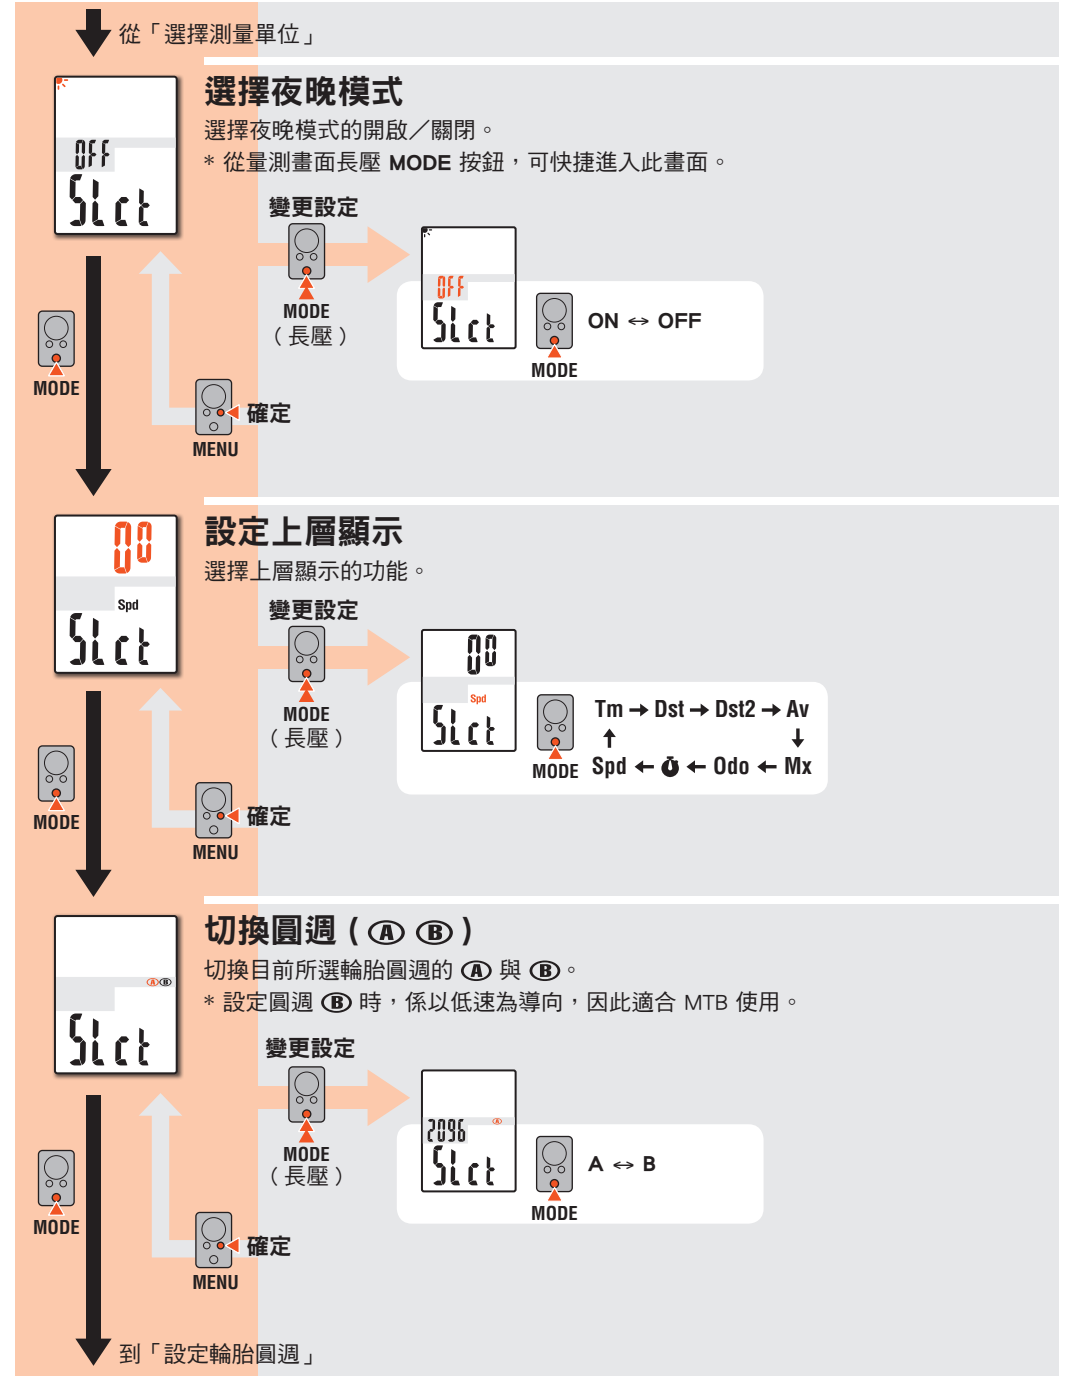 從「選擇測量單位」
選擇夜晚模式
選擇夜晚模式的開啟／關閉。
* 從量測畫面長壓 MODE 按鈕，可快捷進入此畫面。
OFF
Slct
變更設定
MODE
（長壓）
OFF
Slct
MODE
ON ↔ OFF
MODE
確定
MENU
設定上層顯示
選擇上層顯示的功能。
00
Spd
Slct
變更設定
MODE
（長壓）
00
Spd
Slct
MODE
Tm → Dst → Dst2 → Av
↑ ↓
Spd ← ← Odo ← Mx
MODE
確定
MENU
切換圓週（Ⓐ Ⓑ）
切換目前所選輪胎圓週的 Ⓐ 與 Ⓑ。
* 設定圓週 Ⓑ 時，係以低速為導向，因此適合 MTB 使用。
ⒶⒷ
Slct
變更設定
MODE
（長壓）
Ⓐ
2096
Slct
MODE
A ↔ B
MODE
確定
MENU
到「設定輪胎圓週」